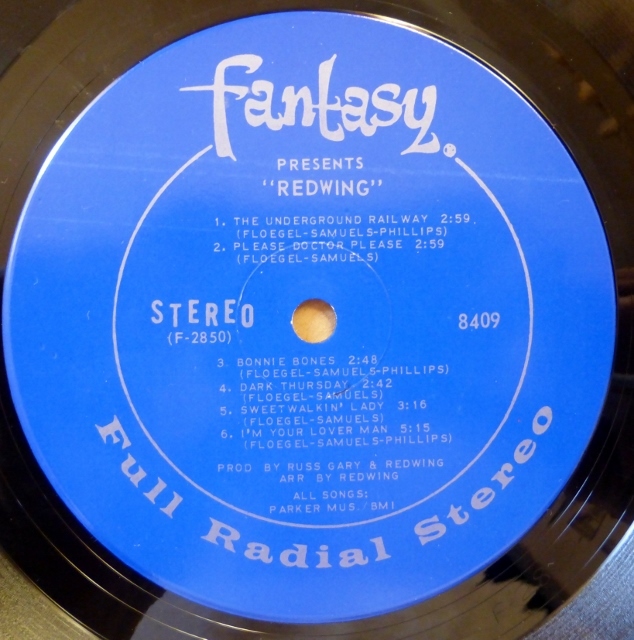 fantasy.
PRESENTS
"REDWING"
1. THE UNDERGROUND RAILWAY 2:59
(FLOEGEL-SAMUELS-PHILLIPS)
2. PLEASE DOCTOR PLEASE 2:59
(FLOEGEL-SAMUELS)
STEREO
(F-2850)
8409
3. BONNIE BONES 2:48
(FLOEGEL-SAMUELS-PHILLIPS)
4. DARK THURSDAY 2:42
(FLOEGEL-SAMUELS)
5. SWEETWALKIN' LADY 3:16
(FLOEGEL-SAMUELS)
6. I'M YOUR LOVER MAN 5:15
(FLOEGEL-SAMUELS-PHILLIPS)
PROD BY RUSS GARY & REDWING
ARR BY REDWING
ALL SONGS:
PARKER MUS./BMI
Full Radial Stereo